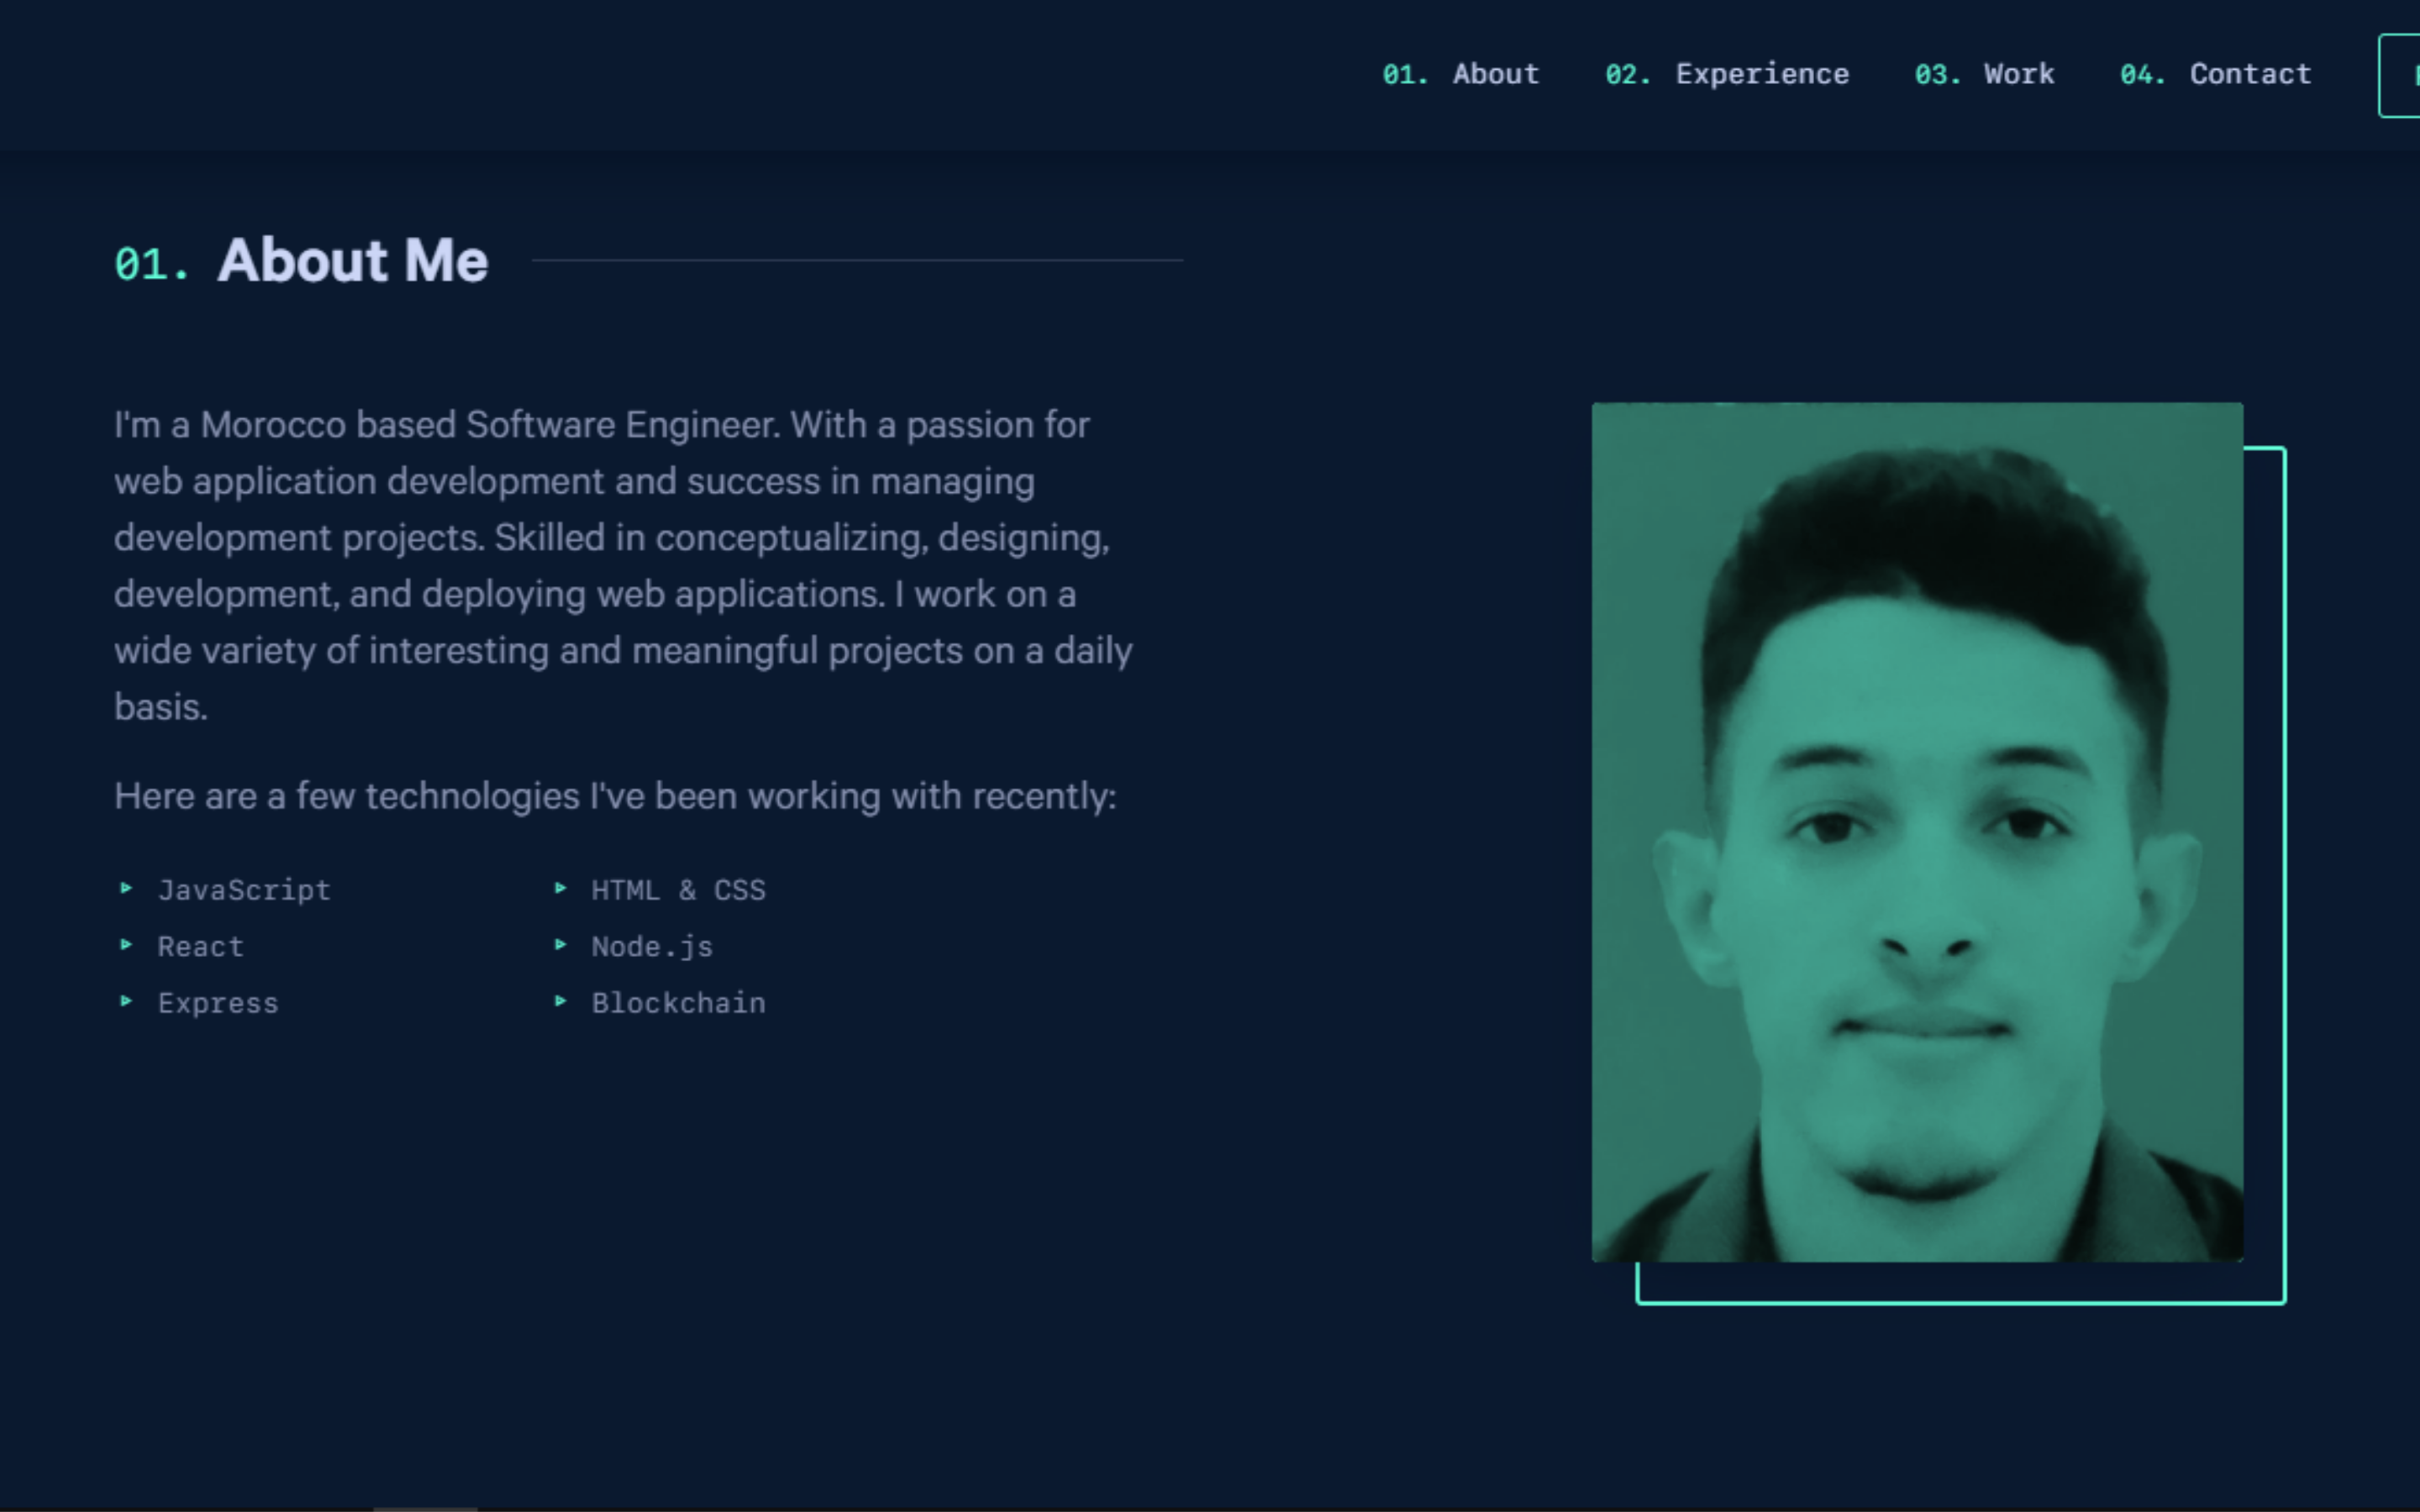 01. About 02. Experience 03. Work 04. Contact
01. About Me
I'm a Morocco based Software Engineer. With a passion for
web application development and success in managing
development projects. Skilled in conceptualizing, designing,
development, and deploying web applications. I work on a
wide variety of interesting and meaningful projects on a daily
basis.
Here are a few technologies I've been working with recently:
JavaScript
HTML & CSS
React
Node.js
Express
Blockchain